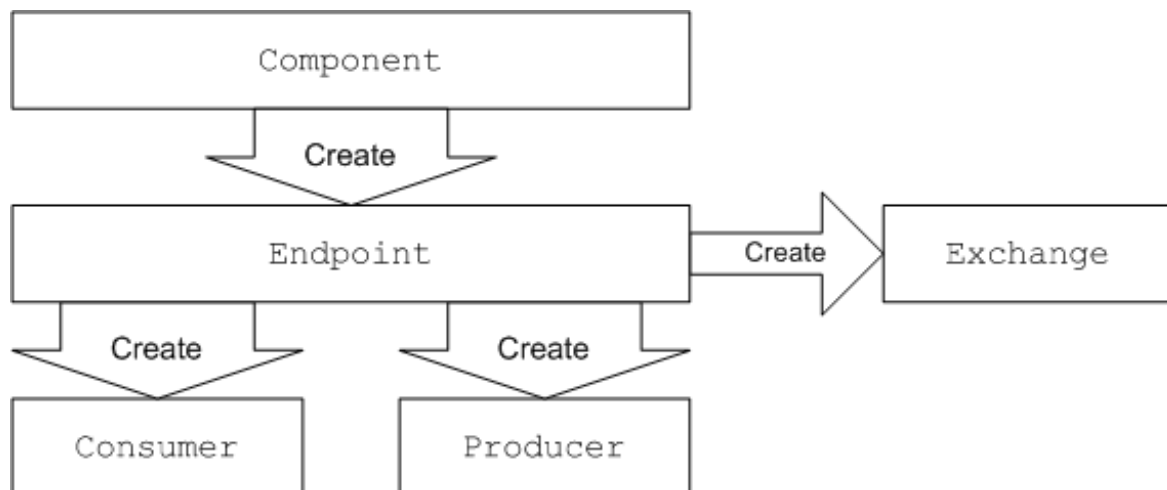 Component
Create
Endpoint
Create
Exchange
Create
Create
Consumer
Producer